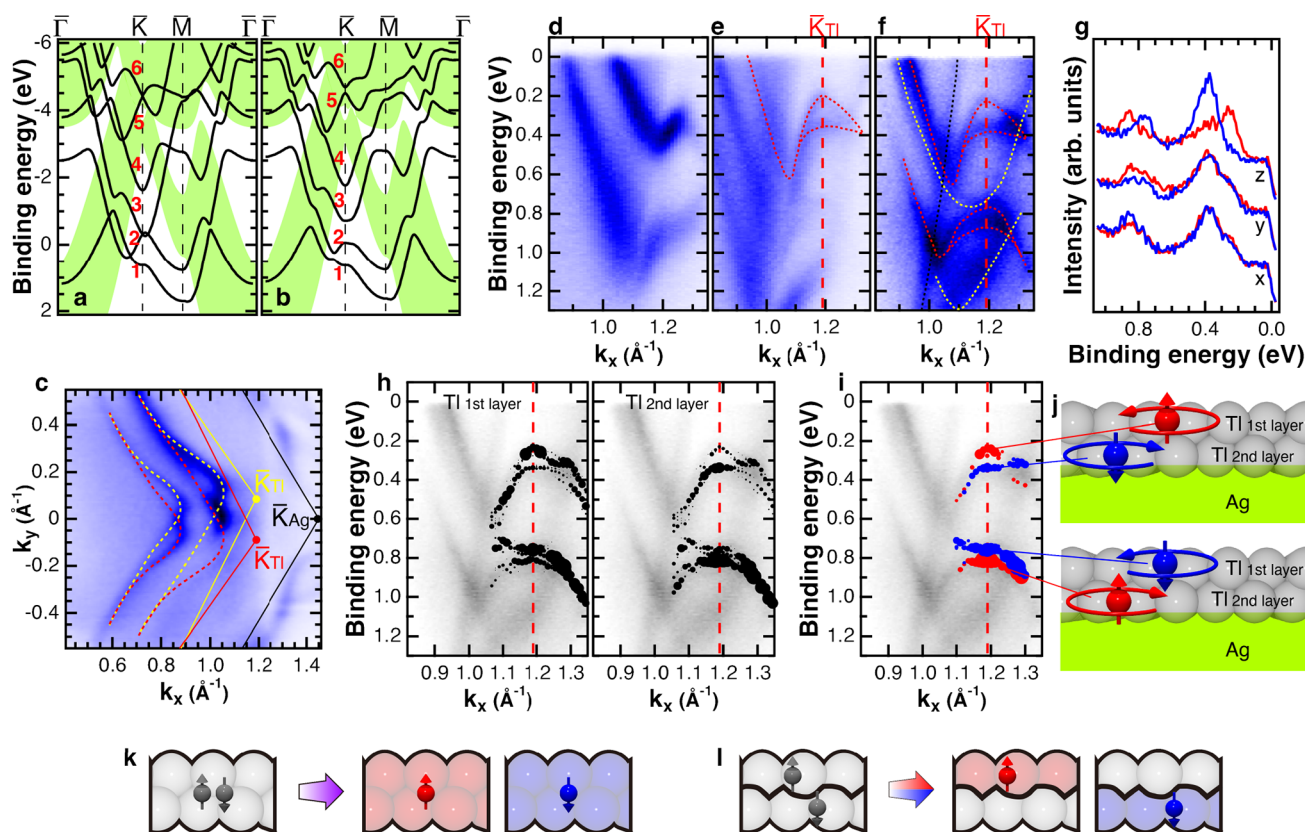 Γ̄ K̄ M̄ Γ̄ Γ̄ K̄ M̄ Γ̄
Binding energy (eV)
-6
-4
-2
0
2
6
5
4
3
2
1
a
6
5
4
3
2
1
b
d
e
K̄Tl
f
K̄Tl
Binding energy (eV)
0
0.2
0.4
0.6
0.8
1.0
1.2
1.0 1.2
kx (Å-1)
1.0 1.2
kx (Å-1)
1.0 1.2
kx (Å-1)
g
Intensity (arb. units)
z
y
x
0.8 0.4 0.0
Binding energy (eV)
c
ky (Å-1)
0.4
0.2
0
-0.2
-0.4
K̄Tl
K̄Ag
K̄Tl
0.6 0.8 1.0 1.2 1.4
kx (Å-1)
h
Binding energy (eV)
0
0.2
0.4
0.6
0.8
1.0
1.2
Tl 1st layer
Tl 2nd layer
0.9 1.0 1.1 1.2 1.3
kx (Å-1)
0.9 1.0 1.1 1.2 1.3
kx (Å-1)
i
Binding energy (eV)
0
0.2
0.4
0.6
0.8
1.0
1.2
0.9 1.0 1.1 1.2 1.3
kx (Å-1)
j
Tl 1st layer
Tl 2nd layer
Ag
Tl 1st layer
Tl 2nd layer
Ag
k
l